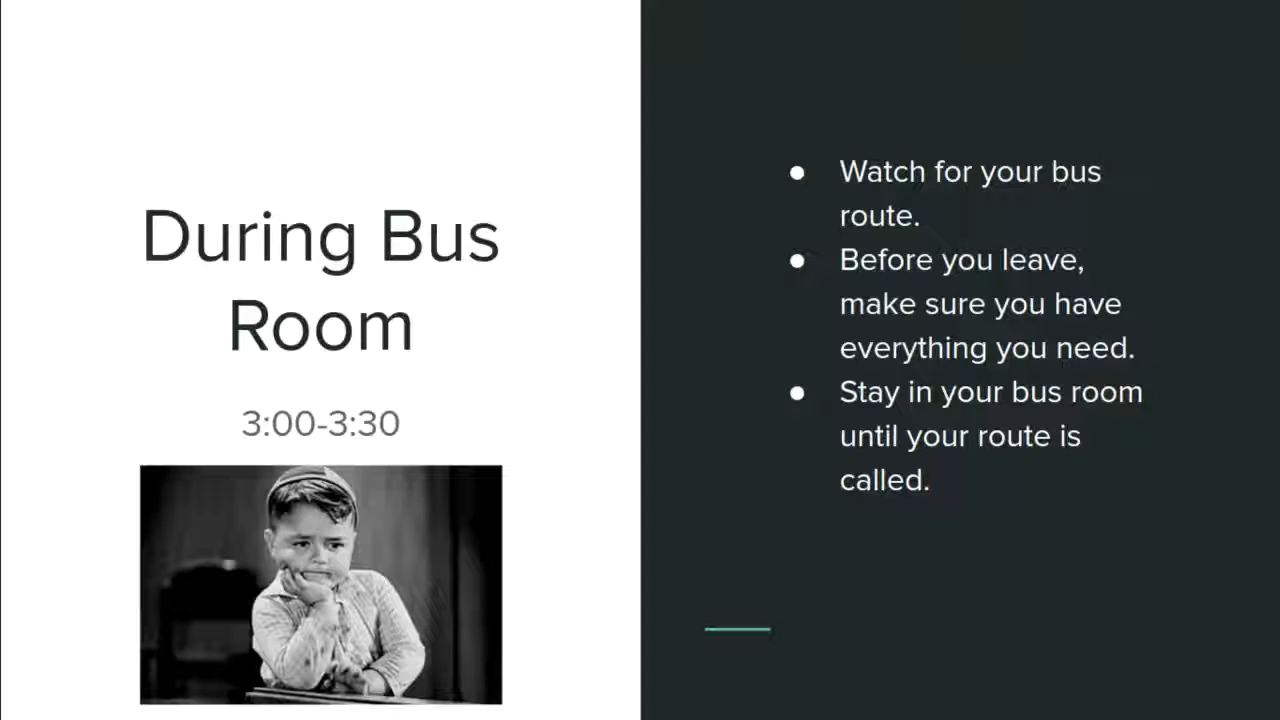 During Bus
Room
3:00-3:30
● Watch for your bus
route.
● Before you leave,
make sure you have
everything you need.
● Stay in your bus room
until your route is
called.